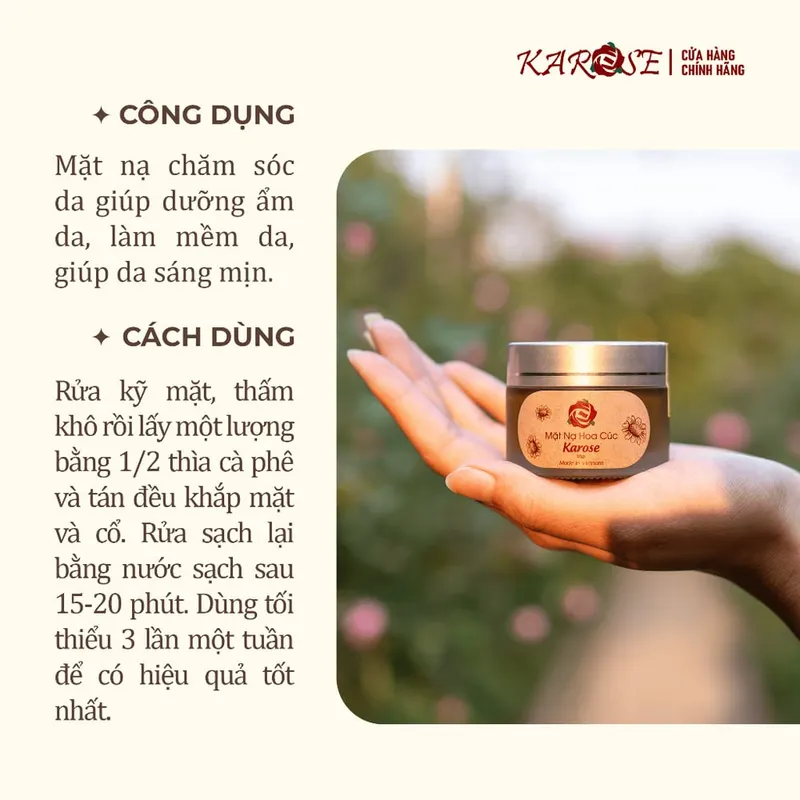 KAROSE
CỬA HÀNG
CHÍNH HÃNG
CÔNG DỤNG
Mặt nạ chăm sóc
da giúp dưỡng ẩm
da, làm mềm da,
giúp da sáng mịn.
CÁCH DÙNG
Rửa kỹ mặt, thấm
khô rồi lấy một lượng
bằng 1/2 thìa cà phê
và tán đều khắp mặt
và cổ. Rửa sạch lại
bằng nước sạch sau
15-20 phút. Dùng tối
thiểu 3 lần một tuần
để có hiệu quả tốt
nhất.
Mặt Nạ Hoa Cúc
Karose
Made in Vietnam